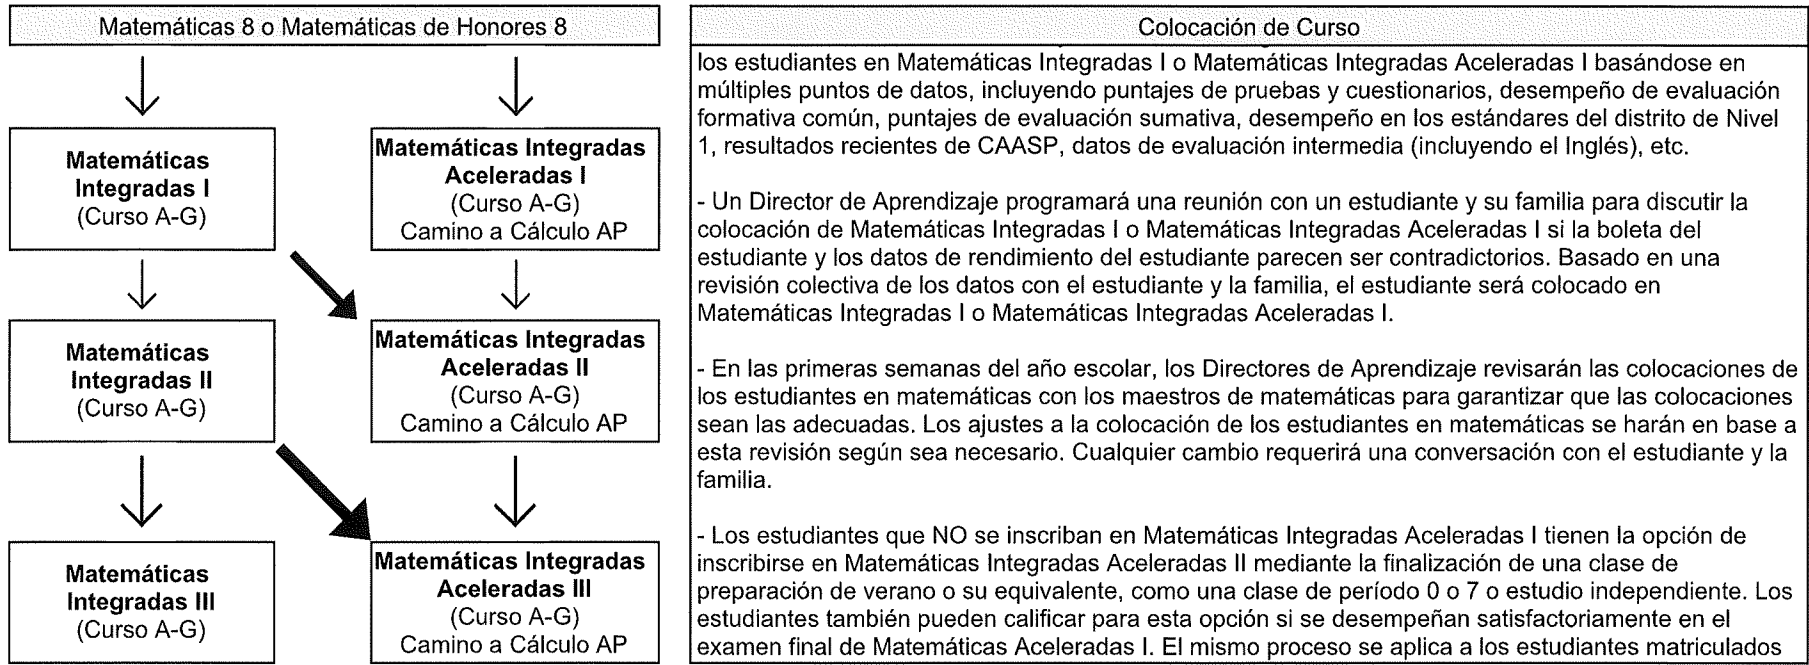 Matemáticas 8 o Matemáticas de Honores 8
Matemáticas
Integradas I
(Curso A-G)
Matemáticas Integradas
Aceleradas I
(Curso A-G)
Camino a Cálculo AP
Matemáticas
Integradas II
(Curso A-G)
Matemáticas Integradas
Aceleradas II
(Curso A-G)
Camino a Cálculo AP
Matemáticas
Integradas III
(Curso A-G)
Matemáticas Integradas
Aceleradas III
(Curso A-G)
Camino a Cálculo AP
Colocación de Curso
los estudiantes en Matemáticas Integradas I o Matemáticas Integradas Aceleradas I basándose en
múltiples puntos de datos, incluyendo puntajes de pruebas y cuestionarios, desempeño de evaluación
formativa común, puntajes de evaluación sumativa, desempeño en los estándares del distrito de Nivel
1, resultados recientes de CAASP, datos de evaluación intermedia (incluyendo el Inglés), etc.
- Un Director de Aprendizaje programará una reunión con un estudiante y su familia para discutir la
colocación de Matemáticas Integradas I o Matemáticas Integradas Aceleradas I si la boleta del
estudiante y los datos de rendimiento del estudiante parecen ser contradictorios. Basado en una
revisión colectiva de los datos con el estudiante y la familia, el estudiante será colocado en
Matemáticas Integradas I o Matemáticas Integradas Aceleradas I.
- En las primeras semanas del año escolar, los Directores de Aprendizaje revisarán las colocaciones de
los estudiantes en matemáticas con los maestros de matemáticas para garantizar que las colocaciones
sean las adecuadas. Los ajustes a la colocación de los estudiantes en matemáticas se harán en base a
esta revisión según sea necesario. Cualquier cambio requerirá una conversación con el estudiante y la
familia.
- Los estudiantes que NO se inscriban en Matemáticas Integradas Aceleradas I tienen la opción de
inscribirse en Matemáticas Integradas Aceleradas II mediante la finalización de una clase de
preparación de verano o su equivalente, como una clase de período 0 o 7 o estudio independiente. Los
estudiantes también pueden calificar para esta opción si se desempeñan satisfactoriamente en el
examen final de Matemáticas Aceleradas I. El mismo proceso se aplica a los estudiantes matriculados